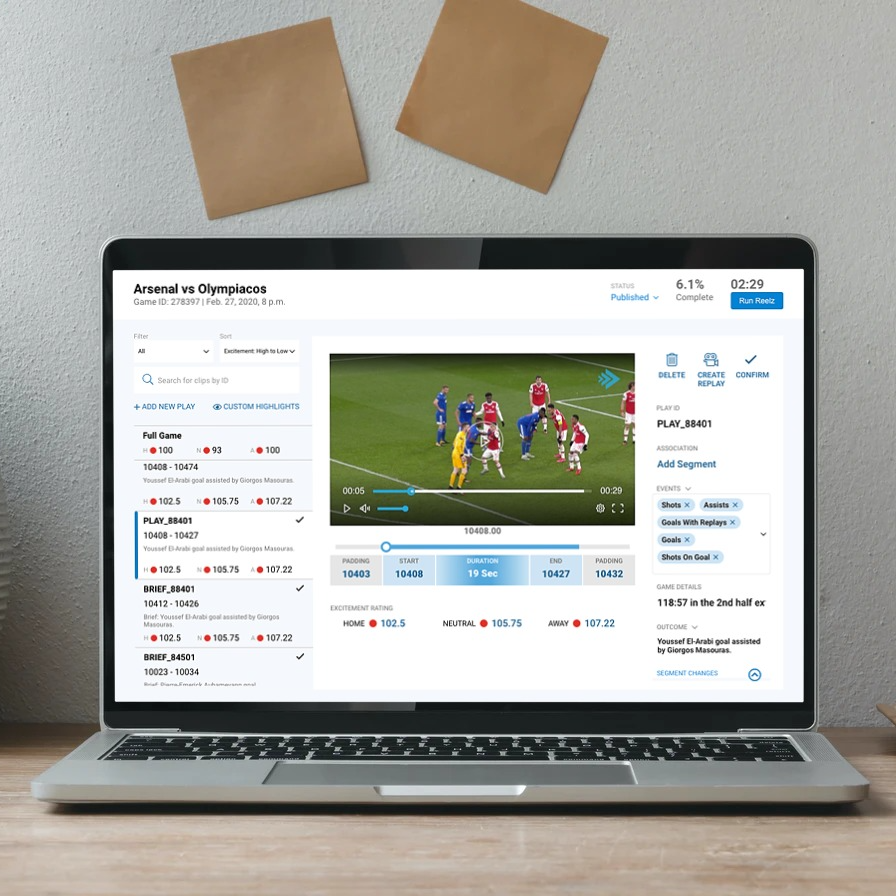 Arsenal vs Olympiacos
Game ID: 278397 | Feb. 27, 2020, 8 p.m.
STATUS
Published
6.1%
Complete
02:29
Run Reelz
Filter
All
Sort
Excitement: High to Low
Search for clips by ID
+ ADD NEW PLAY
CUSTOM HIGHLIGHTS
Full Game
H 100 N 93 A 100
10408 - 10474
Youssef El-Arabi goal assisted by Giorgos Masouras.
H 102.5 N 105.75 A 107.22
PLAY_88401
10408 - 10427
Youssef El-Arabi goal assisted by Giorgos Masouras.
H 102.5 N 105.75 A 107.22
BRIEF_88401
10412 - 10426
Brief: Youssef El-Arabi goal assisted by Giorgos
Masouras.
H 102.5 N 105.75 A 107.22
BRIEF_84501
10023 - 10034
Brief: Pierre-Emerick Aubameyang goal
00:05
00:29
10408.00
PADDING
10403
START
10408
DURATION
19 Sec
END
10427
PADDING
10432
EXCITEMENT RATING
HOME 102.5 NEUTRAL 105.75 AWAY 107.22
DELETE
CREATE
REPLAY
CONFIRM
PLAY ID
PLAY_88401
ASSOCIATION
Add Segment
EVENTS
Shots ✕ Assists ✕
Goals With Replays ✕
Goals ✕
Shots On Goal ✕
GAME DETAILS
118:57 in the 2nd half ex
OUTCOME
Youssef El-Arabi goal assisted
by Giorgos Masouras.
SEGMENT CHANGES